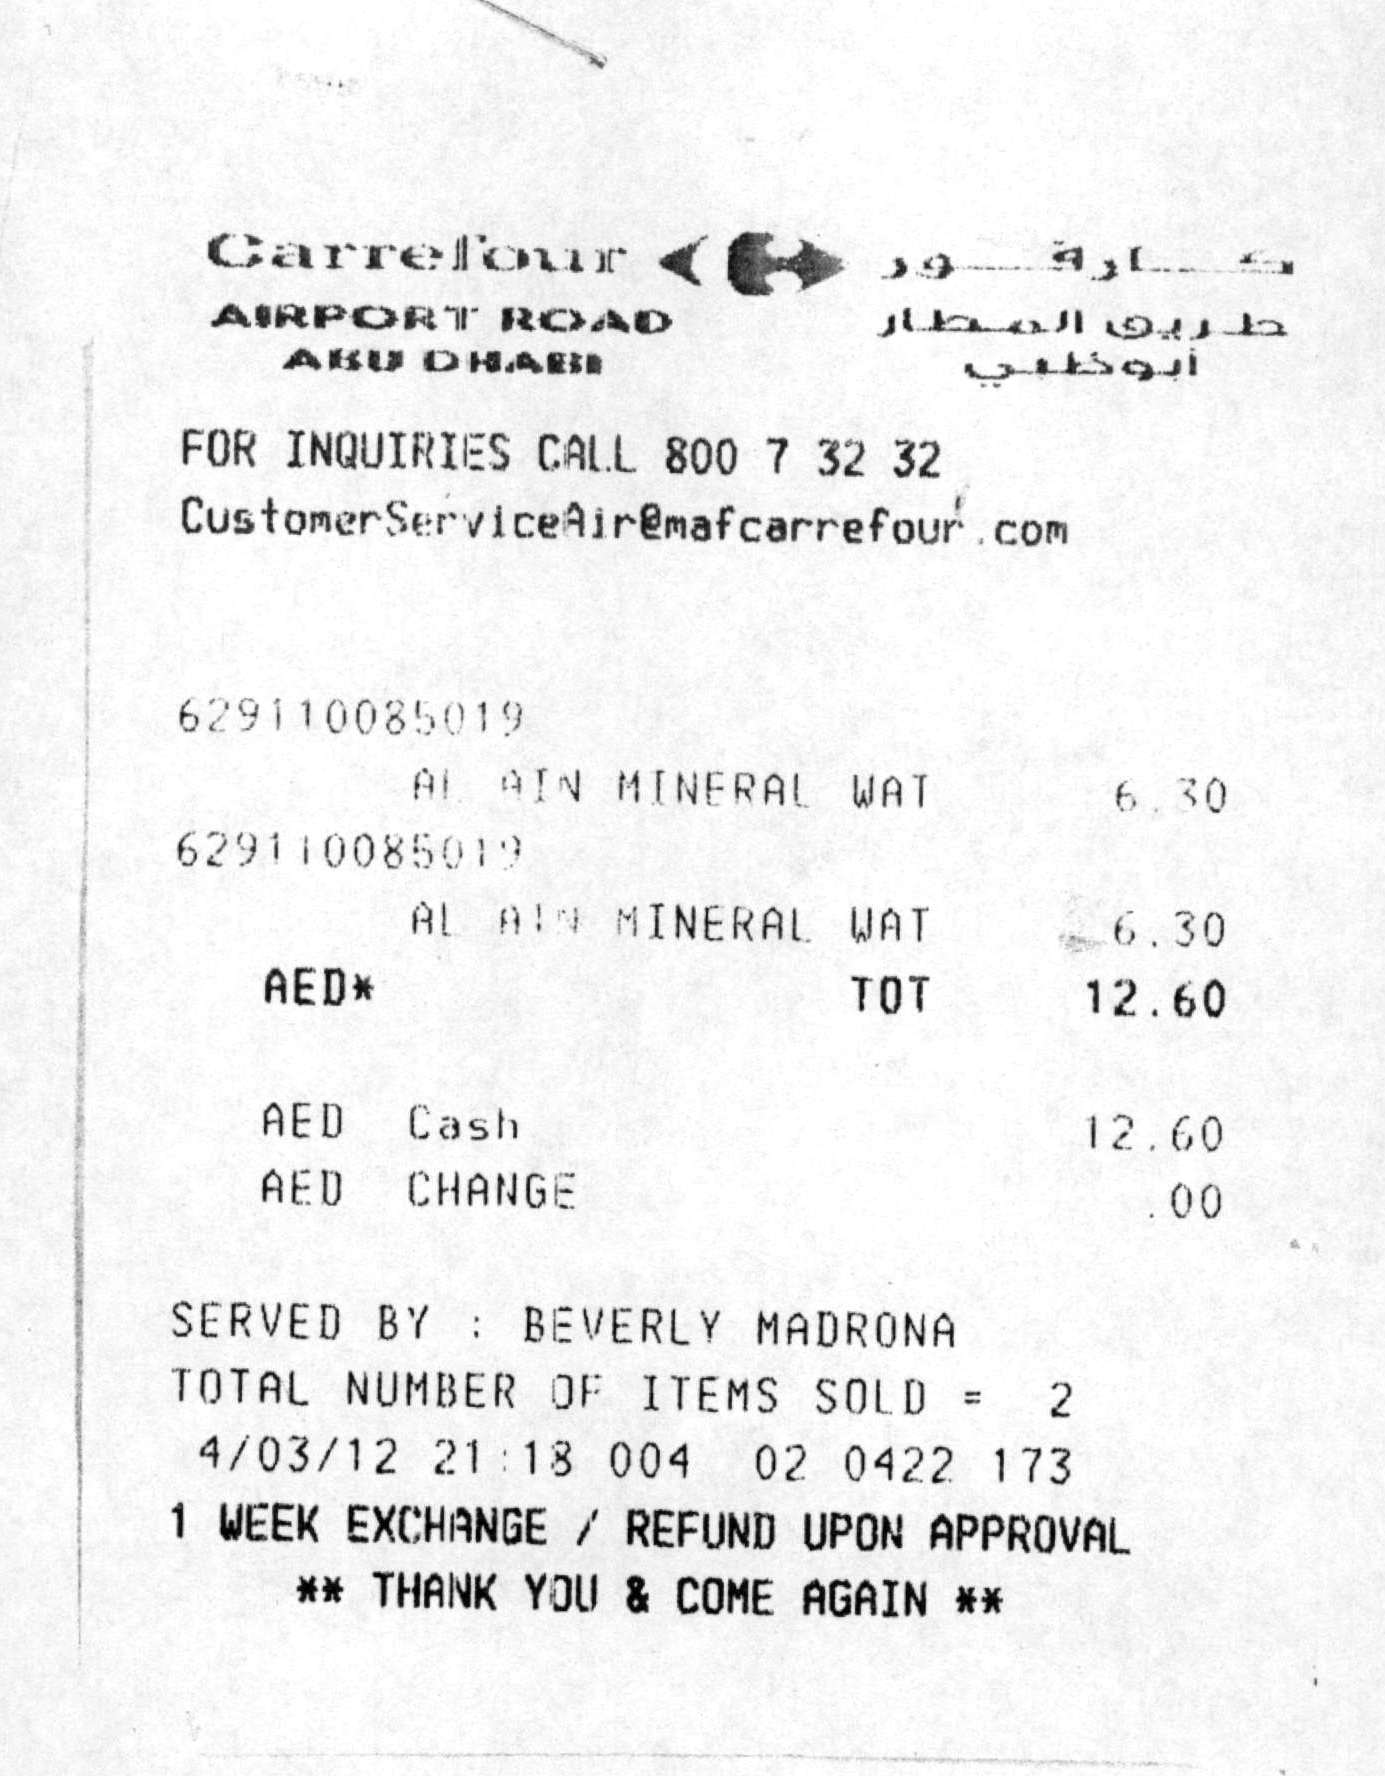 Carrefour كارفور
AIRPORT ROAD طريق المطار
ABU DHABI أبوظبي
FOR INQUIRIES CALL 800 7 32 32
CustomerServiceAir@mafcarrefour.com
629110085019
AL AIN MINERAL WAT 6.30
629110085019
AL AIN MINERAL WAT 6.30
AED* TOT 12.60
AED Cash 12.60
AED CHANGE .00
SERVED BY : BEVERLY MADRONA
TOTAL NUMBER OF ITEMS SOLD = 2
4/03/12 21:18 004 02 0422 173
1 WEEK EXCHANGE / REFUND UPON APPROVAL
** THANK YOU & COME AGAIN **